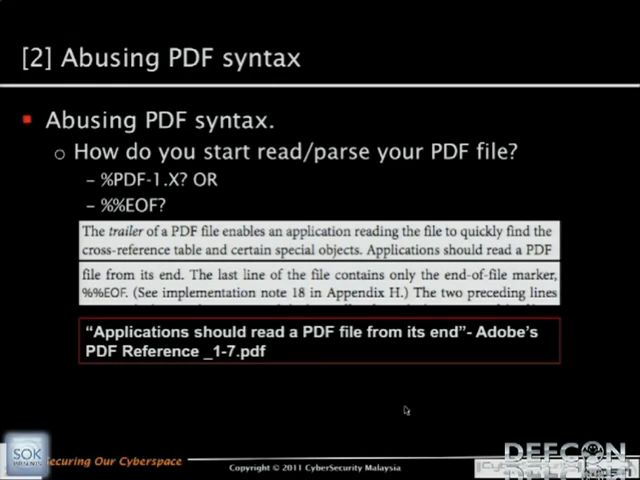 [2] Abusing PDF syntax
Abusing PDF syntax.
How do you start read/parse your PDF file?
– %PDF-1.X? OR
– %%EOF?
The trailer of a PDF file enables an application reading the file to quickly find the
cross-reference table and certain special objects. Applications should read a PDF
file from its end. The last line of the file contains only the end-of-file marker,
%%EOF. (See implementation note 18 in Appendix H.) The two preceding lines
“Applications should read a PDF file from its end”- Adobe's
PDF Reference _1-7.pdf
SOK
PRESENTS
Securing Our Cyberspace
Copyright © 2011 CyberSecurity Malaysia
DEFCON